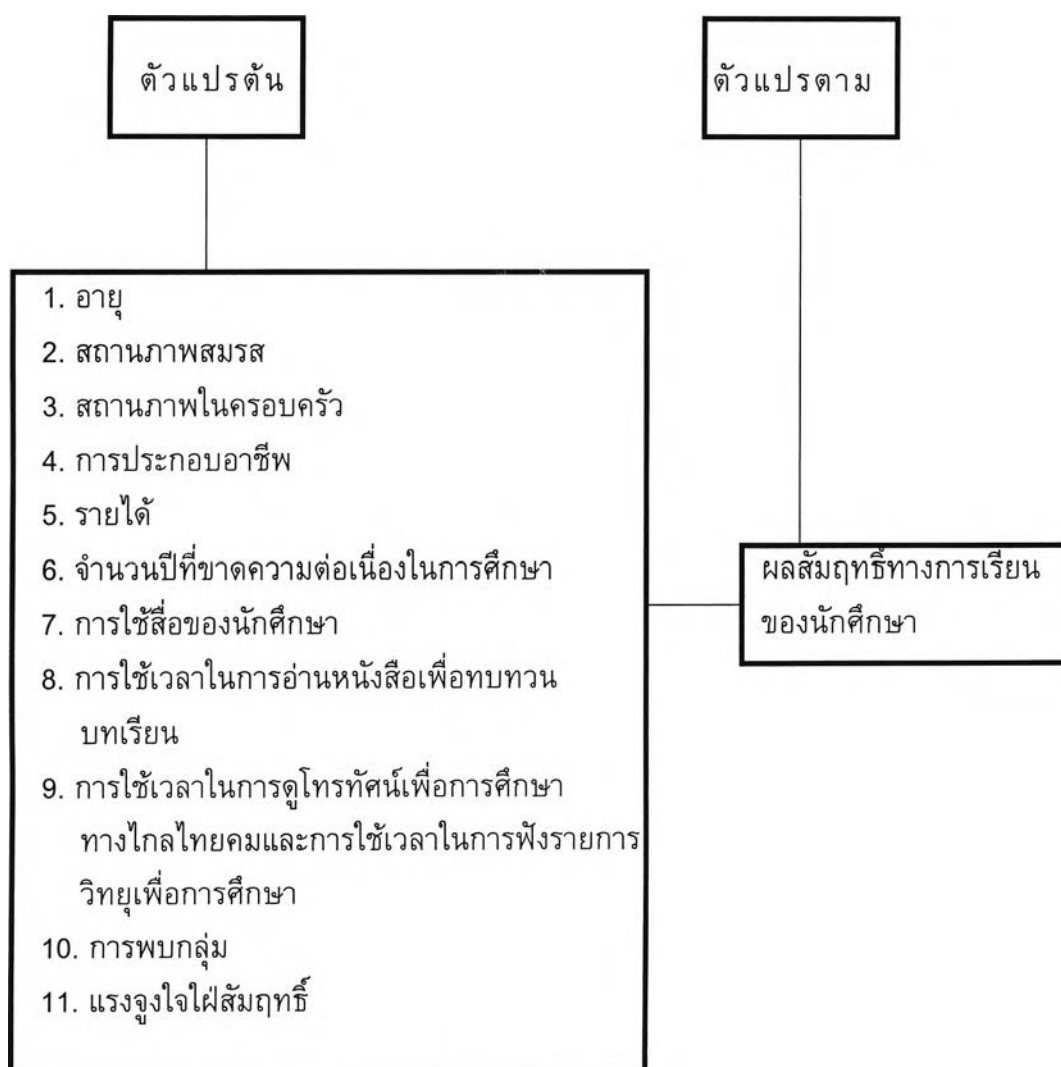 ตัวแปรต้น
ตัวแปรตาม
1. อายุ
2. สถานภาพสมรส
3. สถานภาพในครอบครัว
4. การประกอบอาชีพ
5. รายได้
6. จำนวนปีที่ขาดความต่อเนื่องในการศึกษา
7. การใช้สื่อของนักศึกษา
8. การใช้เวลาในการอ่านหนังสือเพื่อทบทวน
บทเรียน
9. การใช้เวลาในการดูโทรทัศน์เพื่อการศึกษา
ทางไกลไทยคมและการใช้เวลาในการฟังรายการ
วิทยุเพื่อการศึกษา
10. การพบกลุ่ม
11. แรงจูงใจใฝ่สัมฤทธิ์
ผลสัมฤทธิ์ทางการเรียน
ของนักศึกษา